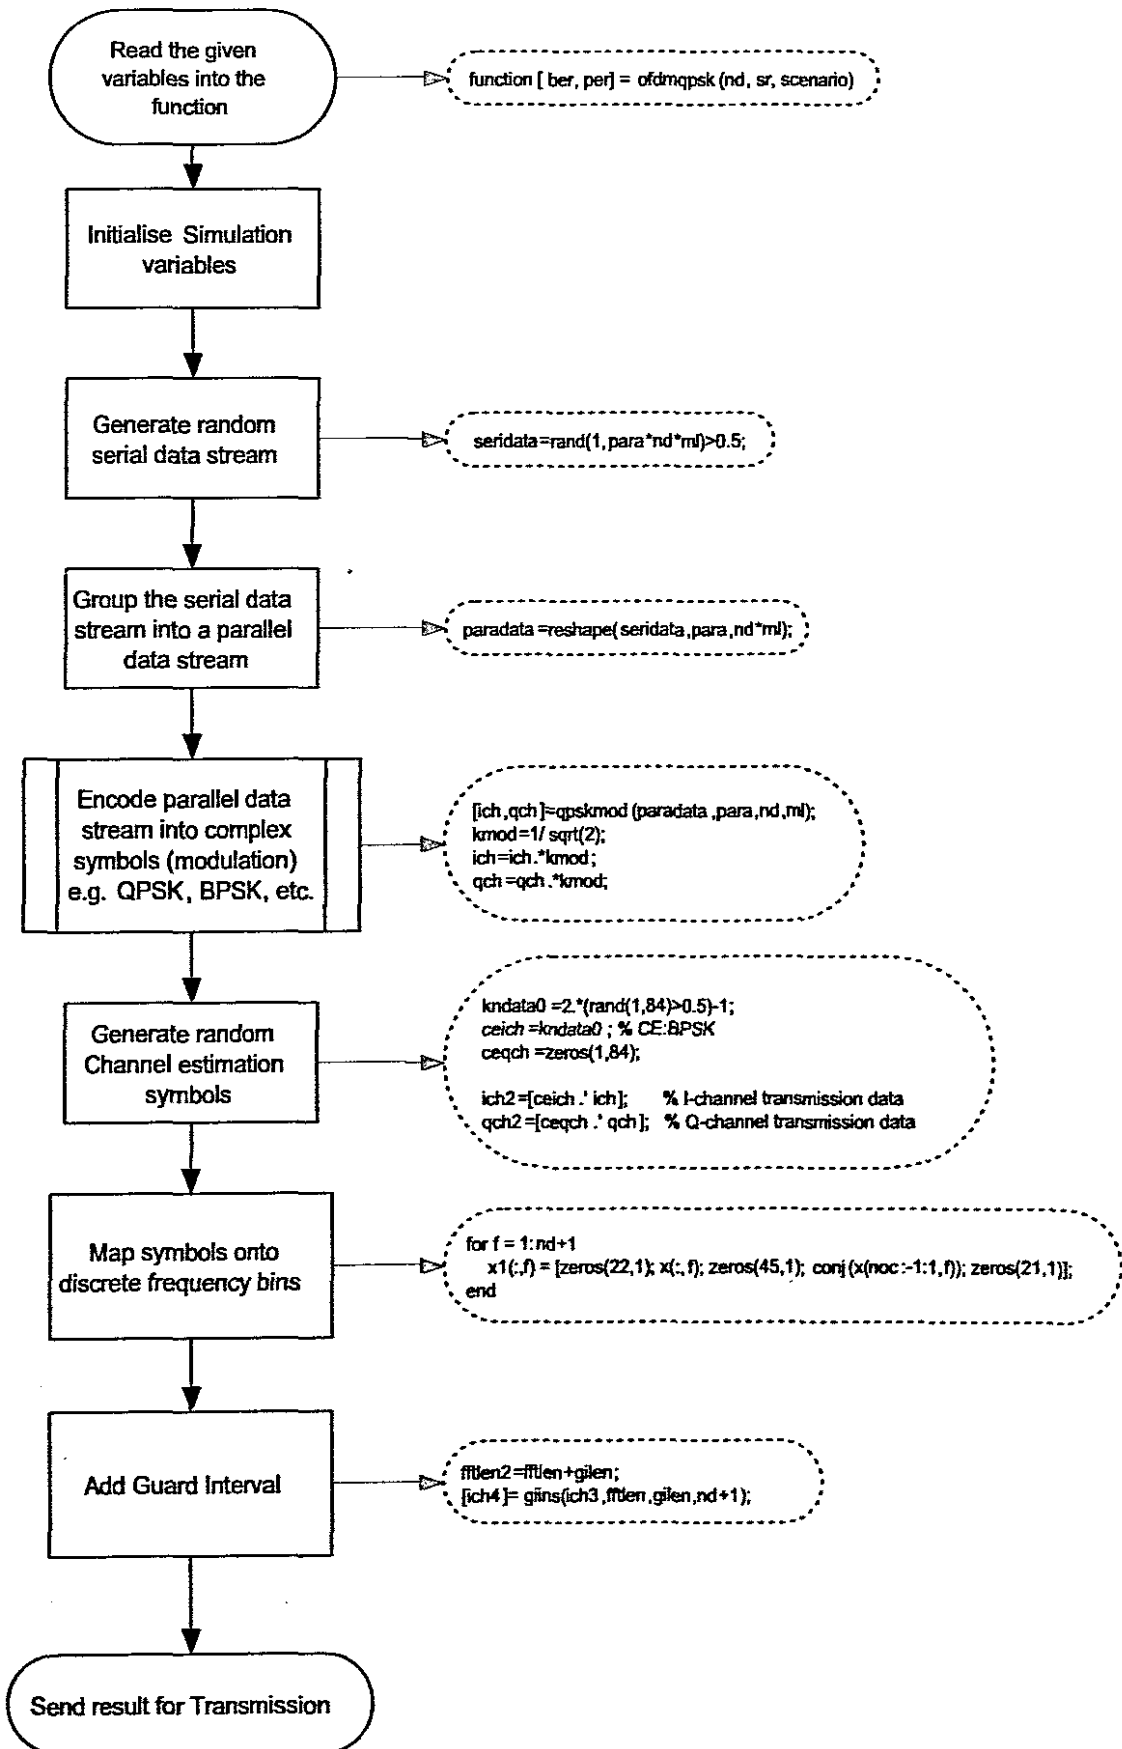 Read the given
variables into the
function
function [ ber, per] = ofdmqpsk (nd, sr, scenario)
Initialise Simulation
variables
Generate random
serial data stream
seridata=rand(1,para*nd*ml)>0.5;
Group the serial data
stream into a parallel
data stream
paradata=reshape(seridata,para,nd*ml);
Encode parallel data
stream into complex
symbols (modulation)
e.g. QPSK, BPSK, etc.
[ich,qch]=qpskmod(paradata,para,nd,ml);
kmod=1/sqrt(2);
ich=ich.*kmod;
qch=qch.*kmod;
Generate random
Channel estimation
symbols
kndata0=2.*(rand(1,84)>0.5)-1;
ceich=kndata0; % CE:BPSK
ceqch=zeros(1,84);
ich2=[ceich.' ich]; % I-channel transmission data
qch2=[ceqch.' qch]; % Q-channel transmission data
Map symbols onto
discrete frequency bins
for f = 1:nd+1
x1(:,f) = [zeros(22,1); x(:,f); zeros(45,1); conj(x(noc:-1:1,f)); zeros(21,1)];
end
Add Guard Interval
fftlen2=fftlen+gilen;
[ich4]= giins(ich3,fftlen,gilen,nd+1);
Send result for Transmission